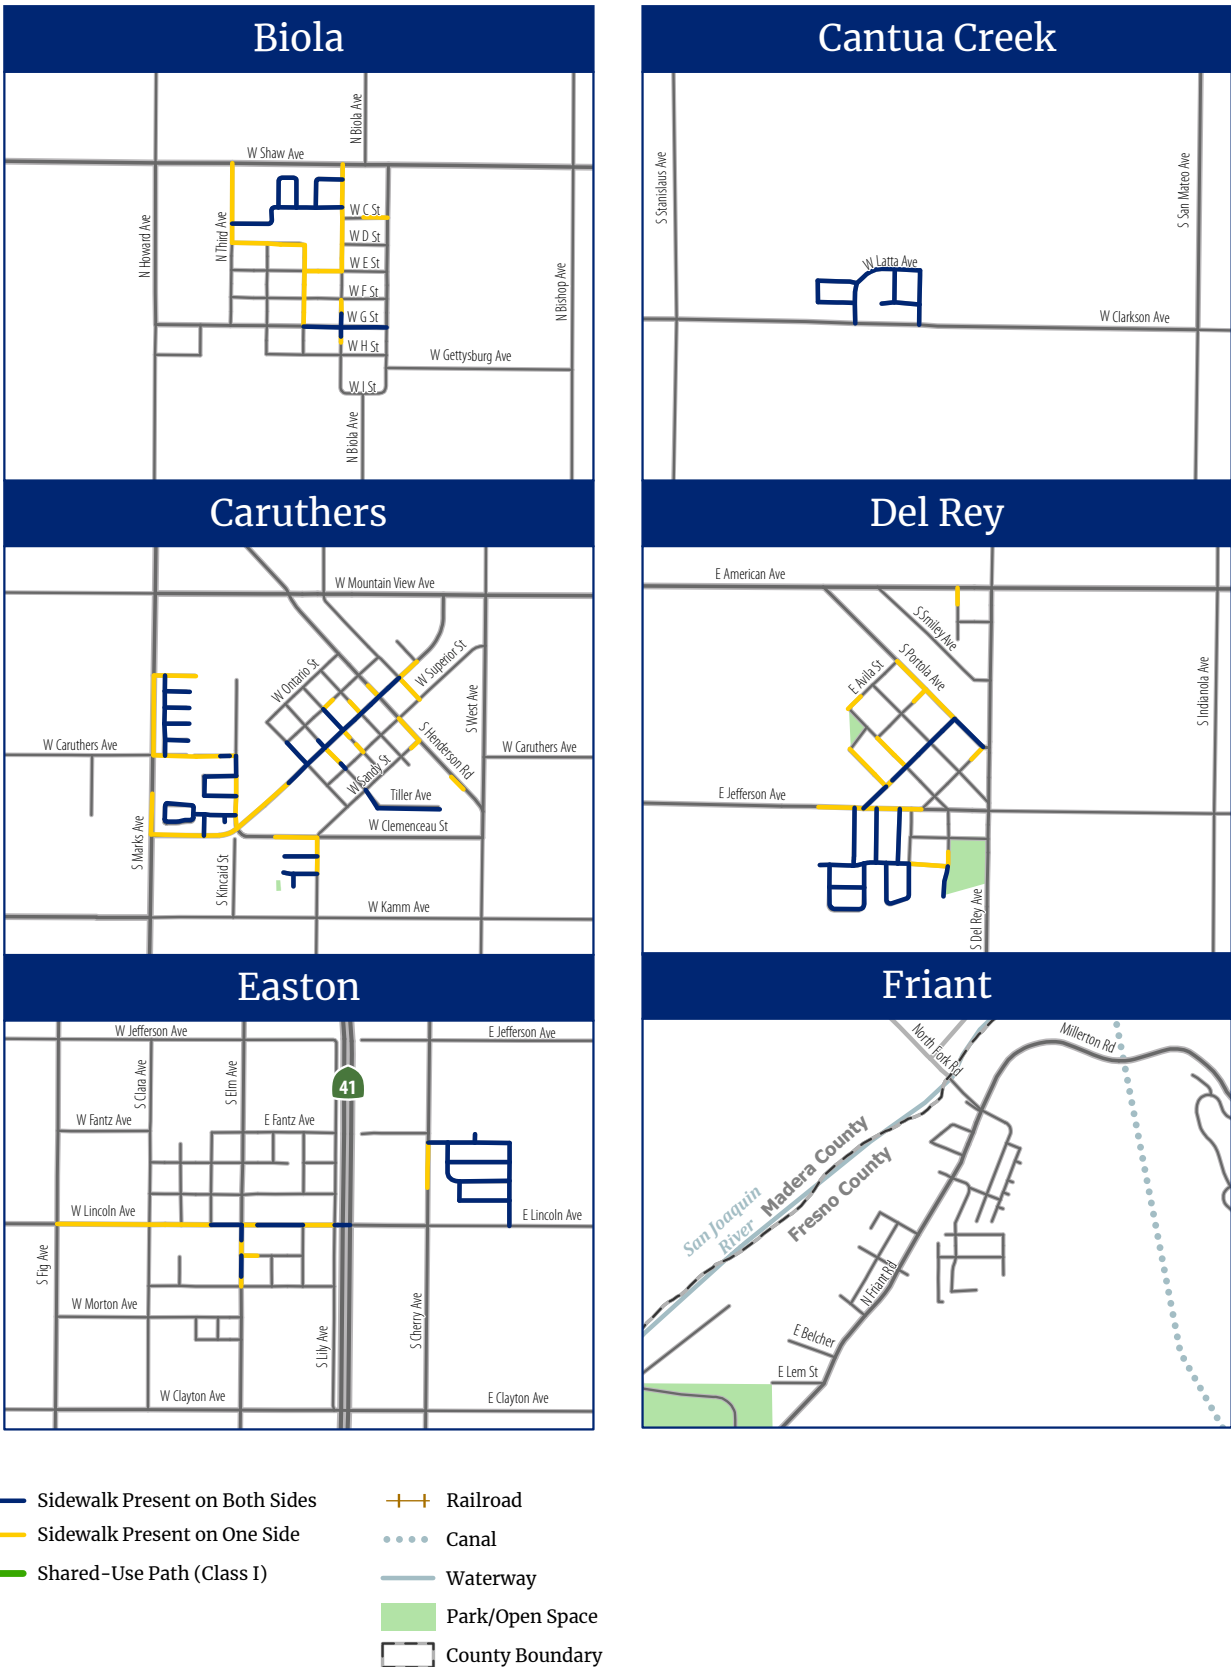 Biola
N Biola Ave
W Shaw Ave
N Howard Ave
N Third Ave
W C St
W D St
W E St
W F St
W G St
W H St
W I St
N Bishop Ave
W Gettysburg Ave
N Biola Ave
Cantua Creek
S Stanislaus Ave
S San Mateo Ave
W Latta Ave
W Clarkson Ave
Caruthers
W Mountain View Ave
W Ontario St
W Superior St
S West Ave
W Caruthers Ave
W Caruthers Ave
S Henderson Rd
W Sandy St
Tiller Ave
W Clemenceau St
S Marks Ave
S Kincaid St
W Kamm Ave
Del Rey
E American Ave
S Smiley Ave
S Portola Ave
E Avila St
S Indianola Ave
E Jefferson Ave
S Del Rey Ave
Easton
W Jefferson Ave
E Jefferson Ave
S Clara Ave
S Elm Ave
41
W Fantz Ave
E Fantz Ave
W Lincoln Ave
E Lincoln Ave
S Fig Ave
W Morton Ave
S Lily Ave
S Cherry Ave
W Clayton Ave
E Clayton Ave
Friant
North Fork Rd
Millerton Rd
Madera County
Fresno County
San Joaquin
River
N Friant Rd
E Belcher
E Lem St
Sidewalk Present on Both Sides
Sidewalk Present on One Side
Shared-Use Path (Class I)
Railroad
Canal
Waterway
Park/Open Space
County Boundary